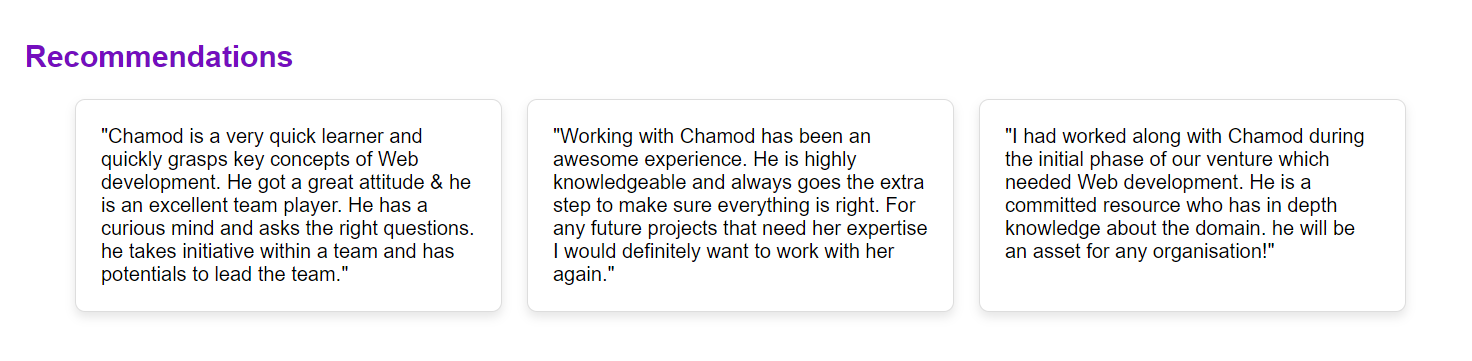 Recommendations
"Chamod is a very quick learner and
quickly grasps key concepts of Web
development. He got a great attitude & he
is an excellent team player. He has a
curious mind and asks the right questions.
he takes initiative within a team and has
potentials to lead the team."
"Working with Chamod has been an
awesome experience. He is highly
knowledgeable and always goes the extra
step to make sure everything is right. For
any future projects that need her expertise
I would definitely want to work with her
again."
"I had worked along with Chamod during
the initial phase of our venture which
needed Web development. He is a
committed resource who has in depth
knowledge about the domain. he will be
an asset for any organisation!"